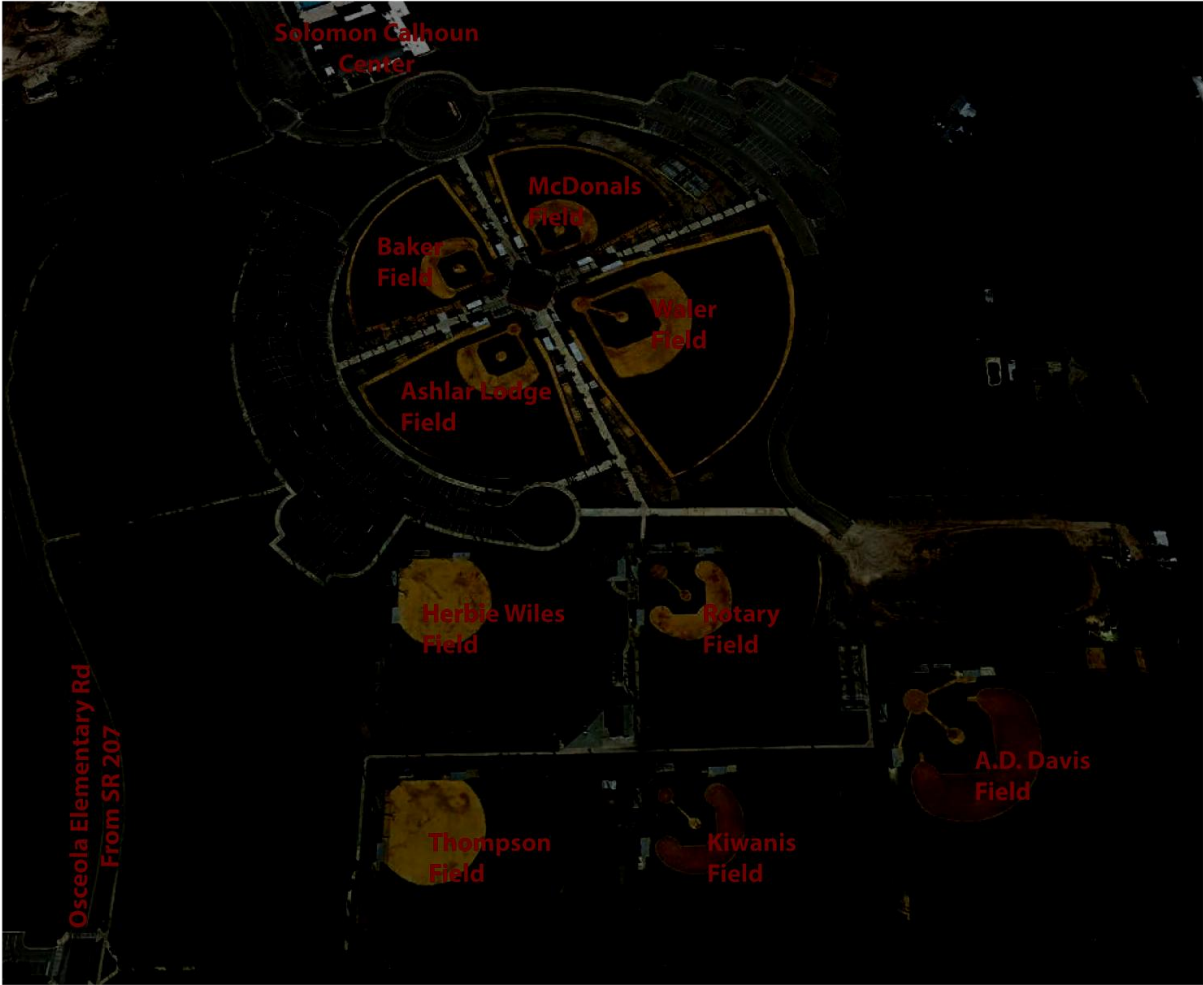 Solomon Calhoun
Center
McDonals
Field
Baker
Field
Waler
Field
Ashlar Lodge
Field
Herbie Wiles
Field
Rotary
Field
A.D. Davis
Field
Thompson
Field
Kiwanis
Field
Osceola Elementary Rd
From SR 207